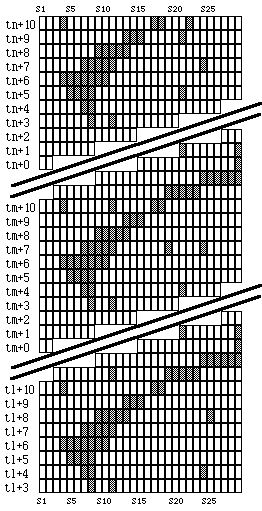 S1 S5 S10 S15 S20 S25
tn+10
tn+9
tn+8
tn+7
tn+6
tn+5
tn+4
tn+3
tn+2
tn+1
tn+0
tm+10
tm+9
tm+8
tm+7
tm+6
tm+5
tm+4
tm+3
tm+2
tm+1
tm+0
tl+10
tl+9
tl+8
tl+7
tl+6
tl+5
tl+4
tl+3
S1 S5 S10 S15 S20 S25